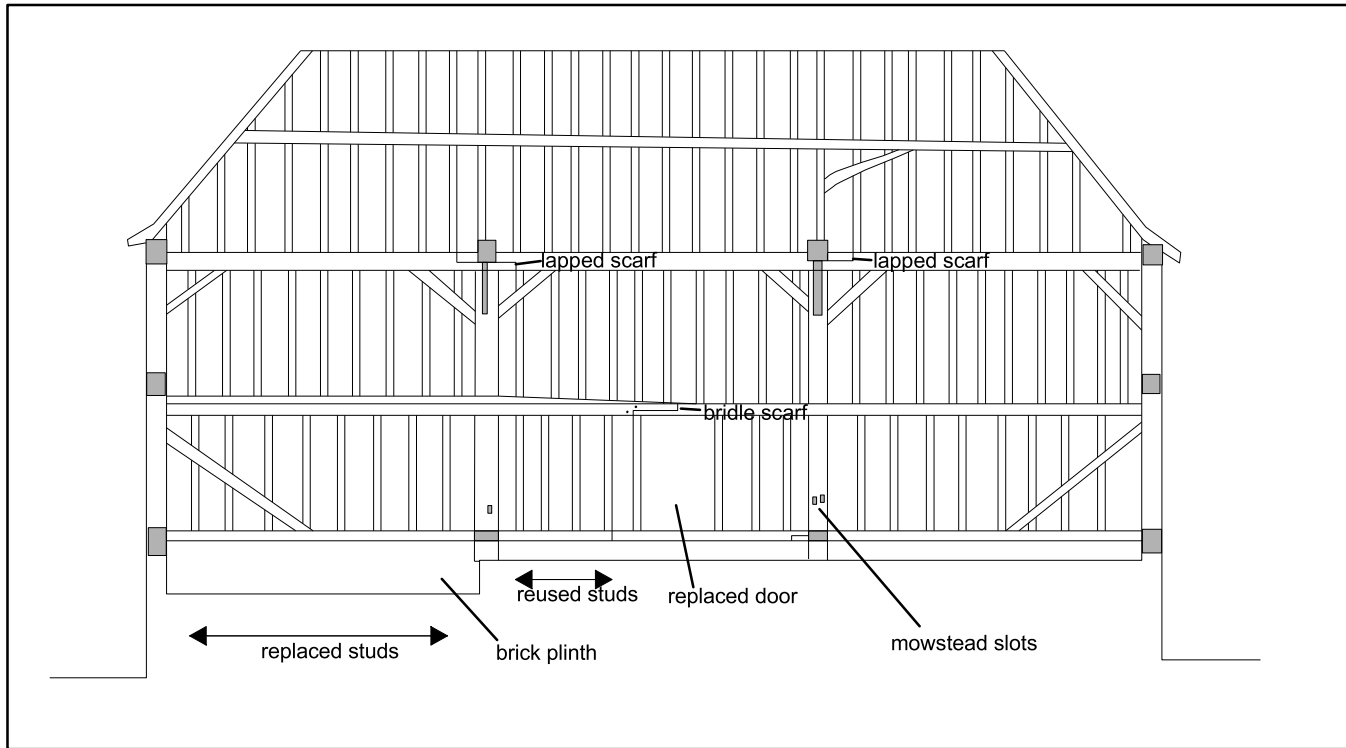 lapped scarf
lapped scarf
bridle scarf
reused studs
replaced door
replaced studs
brick plinth
mowstead slots